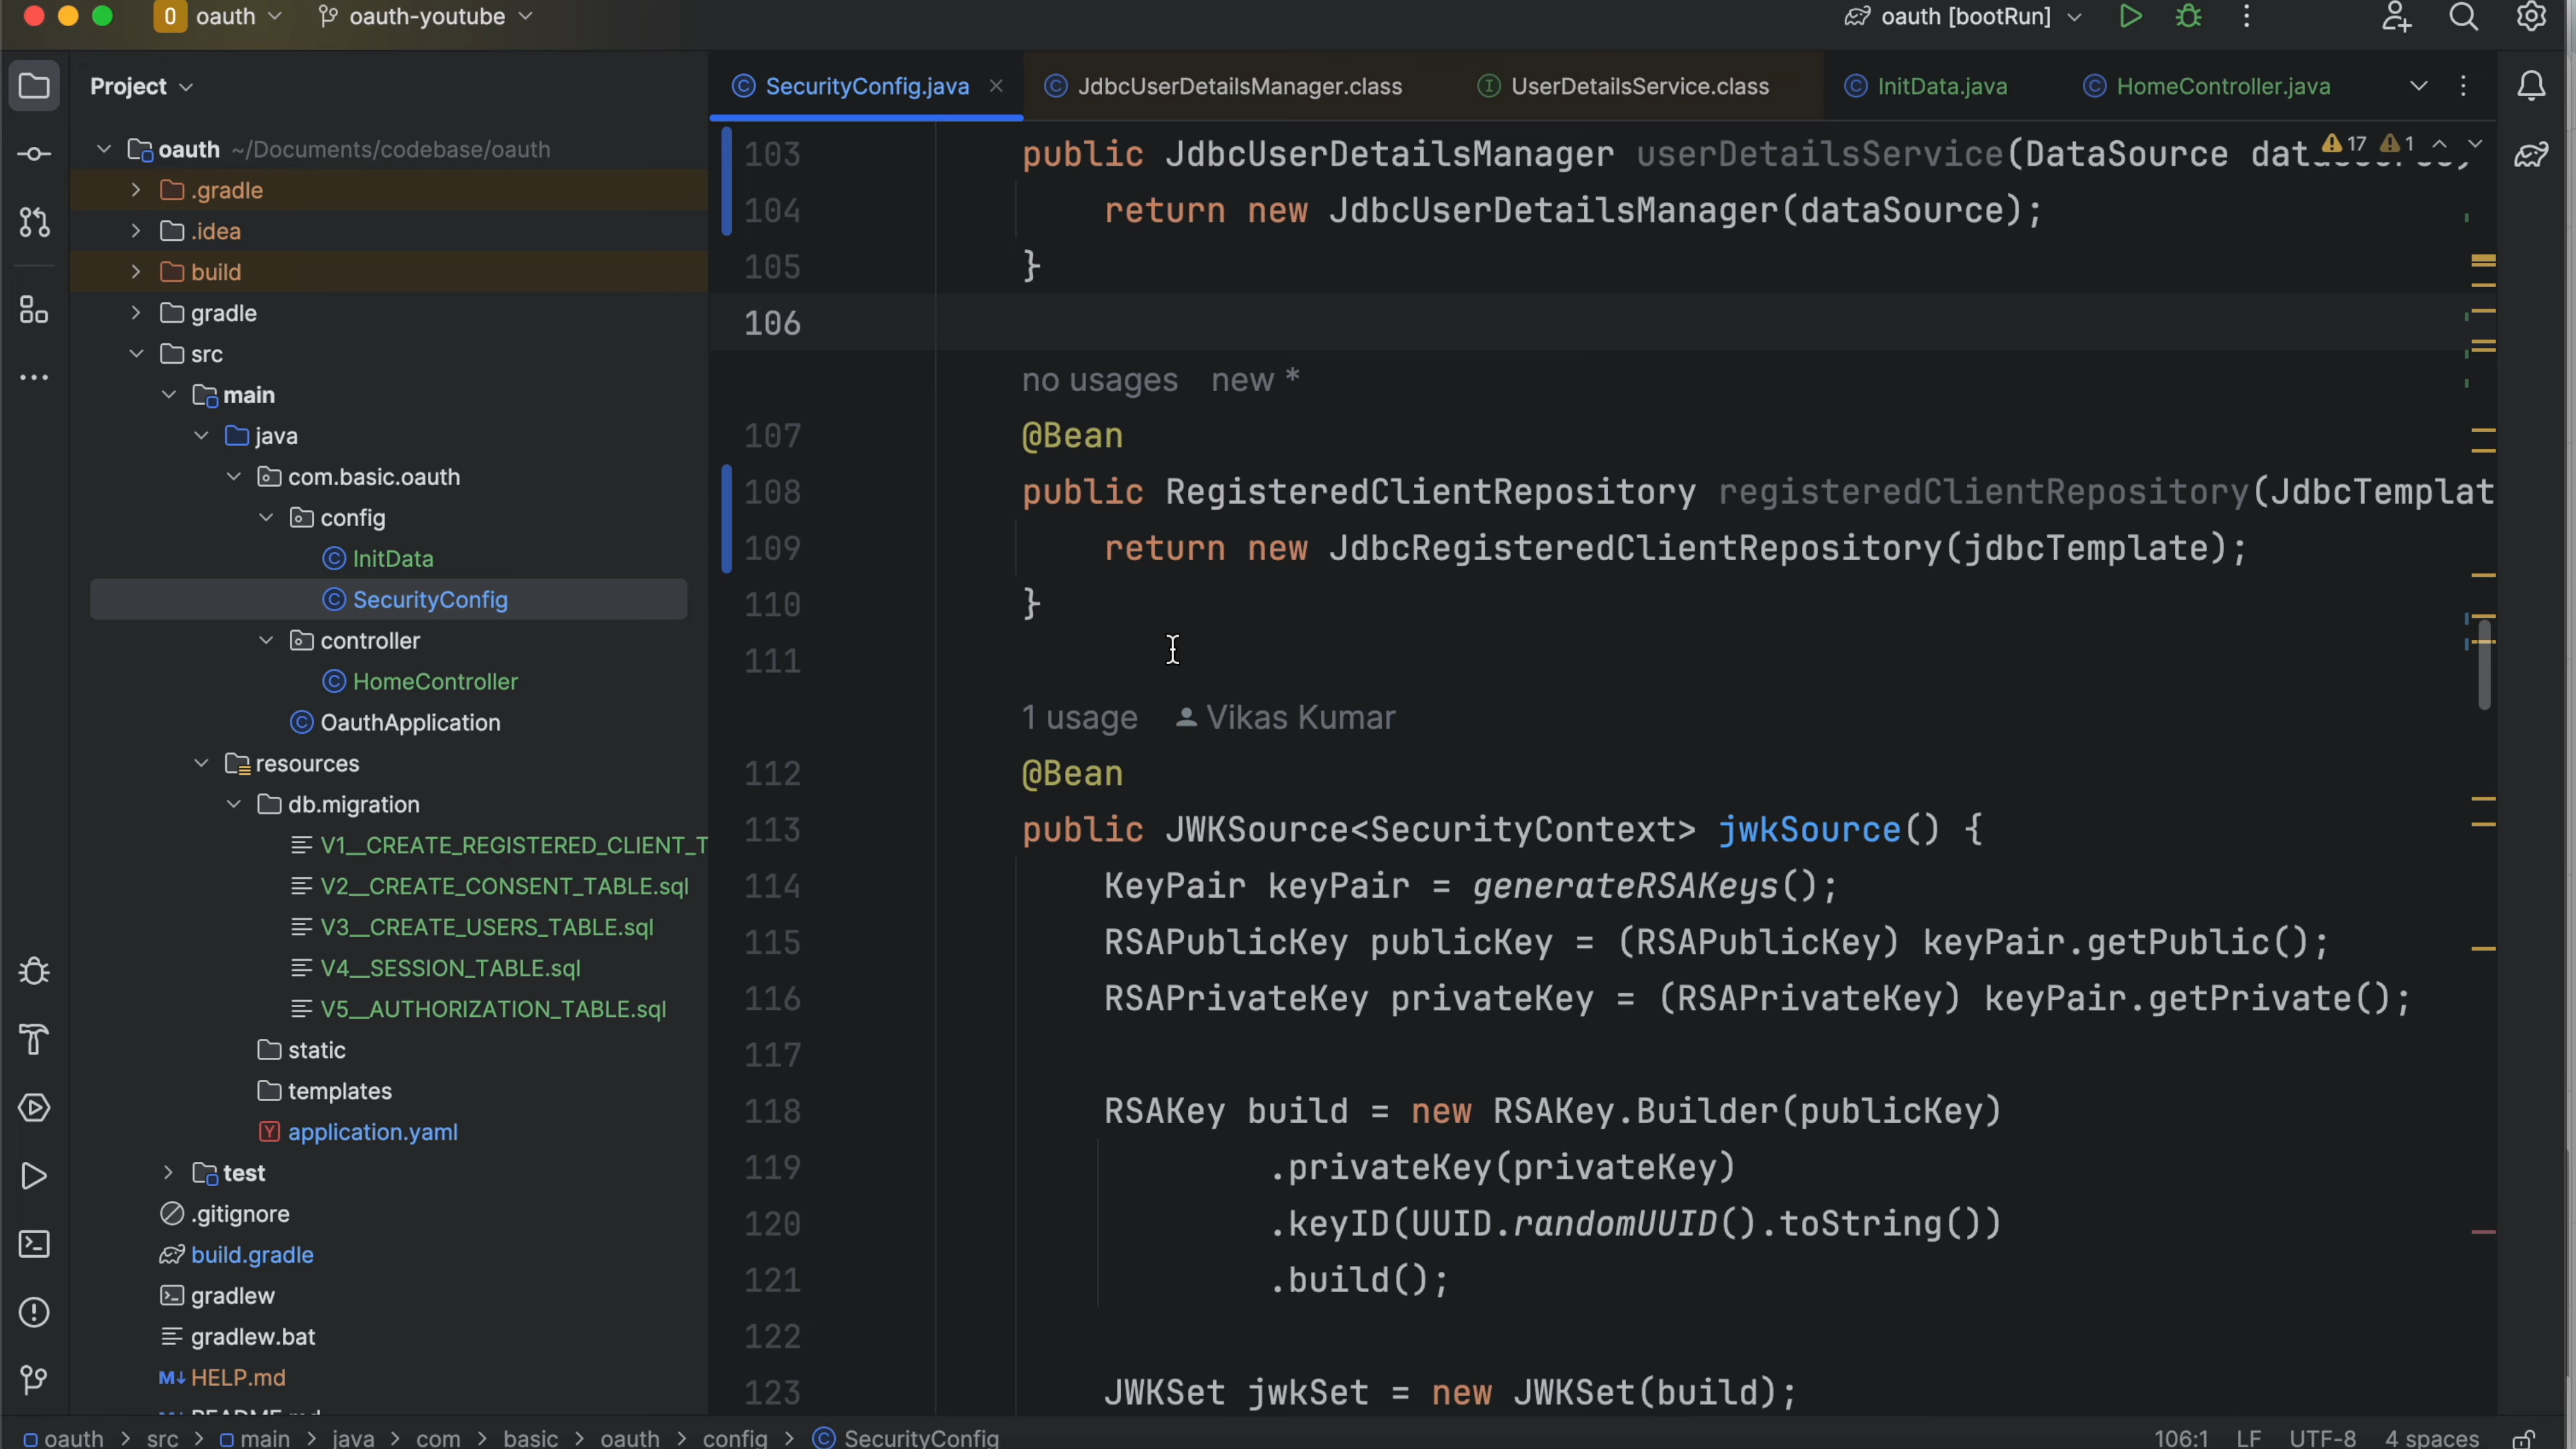 O oauth oauth-youtube oauth [bootRun]
Project
SecurityConfig.java JdbcUserDetailsManager.class UserDetailsService.class InitData.java HomeController.java
oauth ~/Documents/codebase/oauth
.gradle
.idea
build
gradle
src
main
java
com.basic.oauth
config
InitData
SecurityConfig
controller
HomeController
OauthApplication
resources
db.migration
V1__CREATE_REGISTERED_CLIENT_T
V2__CREATE_CONSENT_TABLE.sql
V3__CREATE_USERS_TABLE.sql
V4__SESSION_TABLE.sql
V5__AUTHORIZATION_TABLE.sql
static
templates
Y application.yaml
test
.gitignore
build.gradle
gradlew
gradlew.bat
M↓ HELP.md
17 1
103 public JdbcUserDetailsManager userDetailsService(DataSource
104 return new JdbcUserDetailsManager(dataSource);
105 }
106
no usages new *
107 @Bean
108 public RegisteredClientRepository registeredClientRepository(JdbcTemplat
109 return new JdbcRegisteredClientRepository(jdbcTemplate);
110 }
111
1 usage Vikas Kumar
112 @Bean
113 public JWKSource<SecurityContext> jwkSource() {
114 KeyPair keyPair = generateRSAKeys();
115 RSAPublicKey publicKey = (RSAPublicKey) keyPair.getPublic();
116 RSAPrivateKey privateKey = (RSAPrivateKey) keyPair.getPrivate();
117
118 RSAKey build = new RSAKey.Builder(publicKey)
119 .privateKey(privateKey)
120 .keyID(UUID.randomUUID().toString())
121 .build();
122
123 JWKSet jwkSet = new JWKSet(build);
oauth > src > main > java > com > basic > oauth > config > SecurityConfig 106:1 LF UTF-8 4 spaces